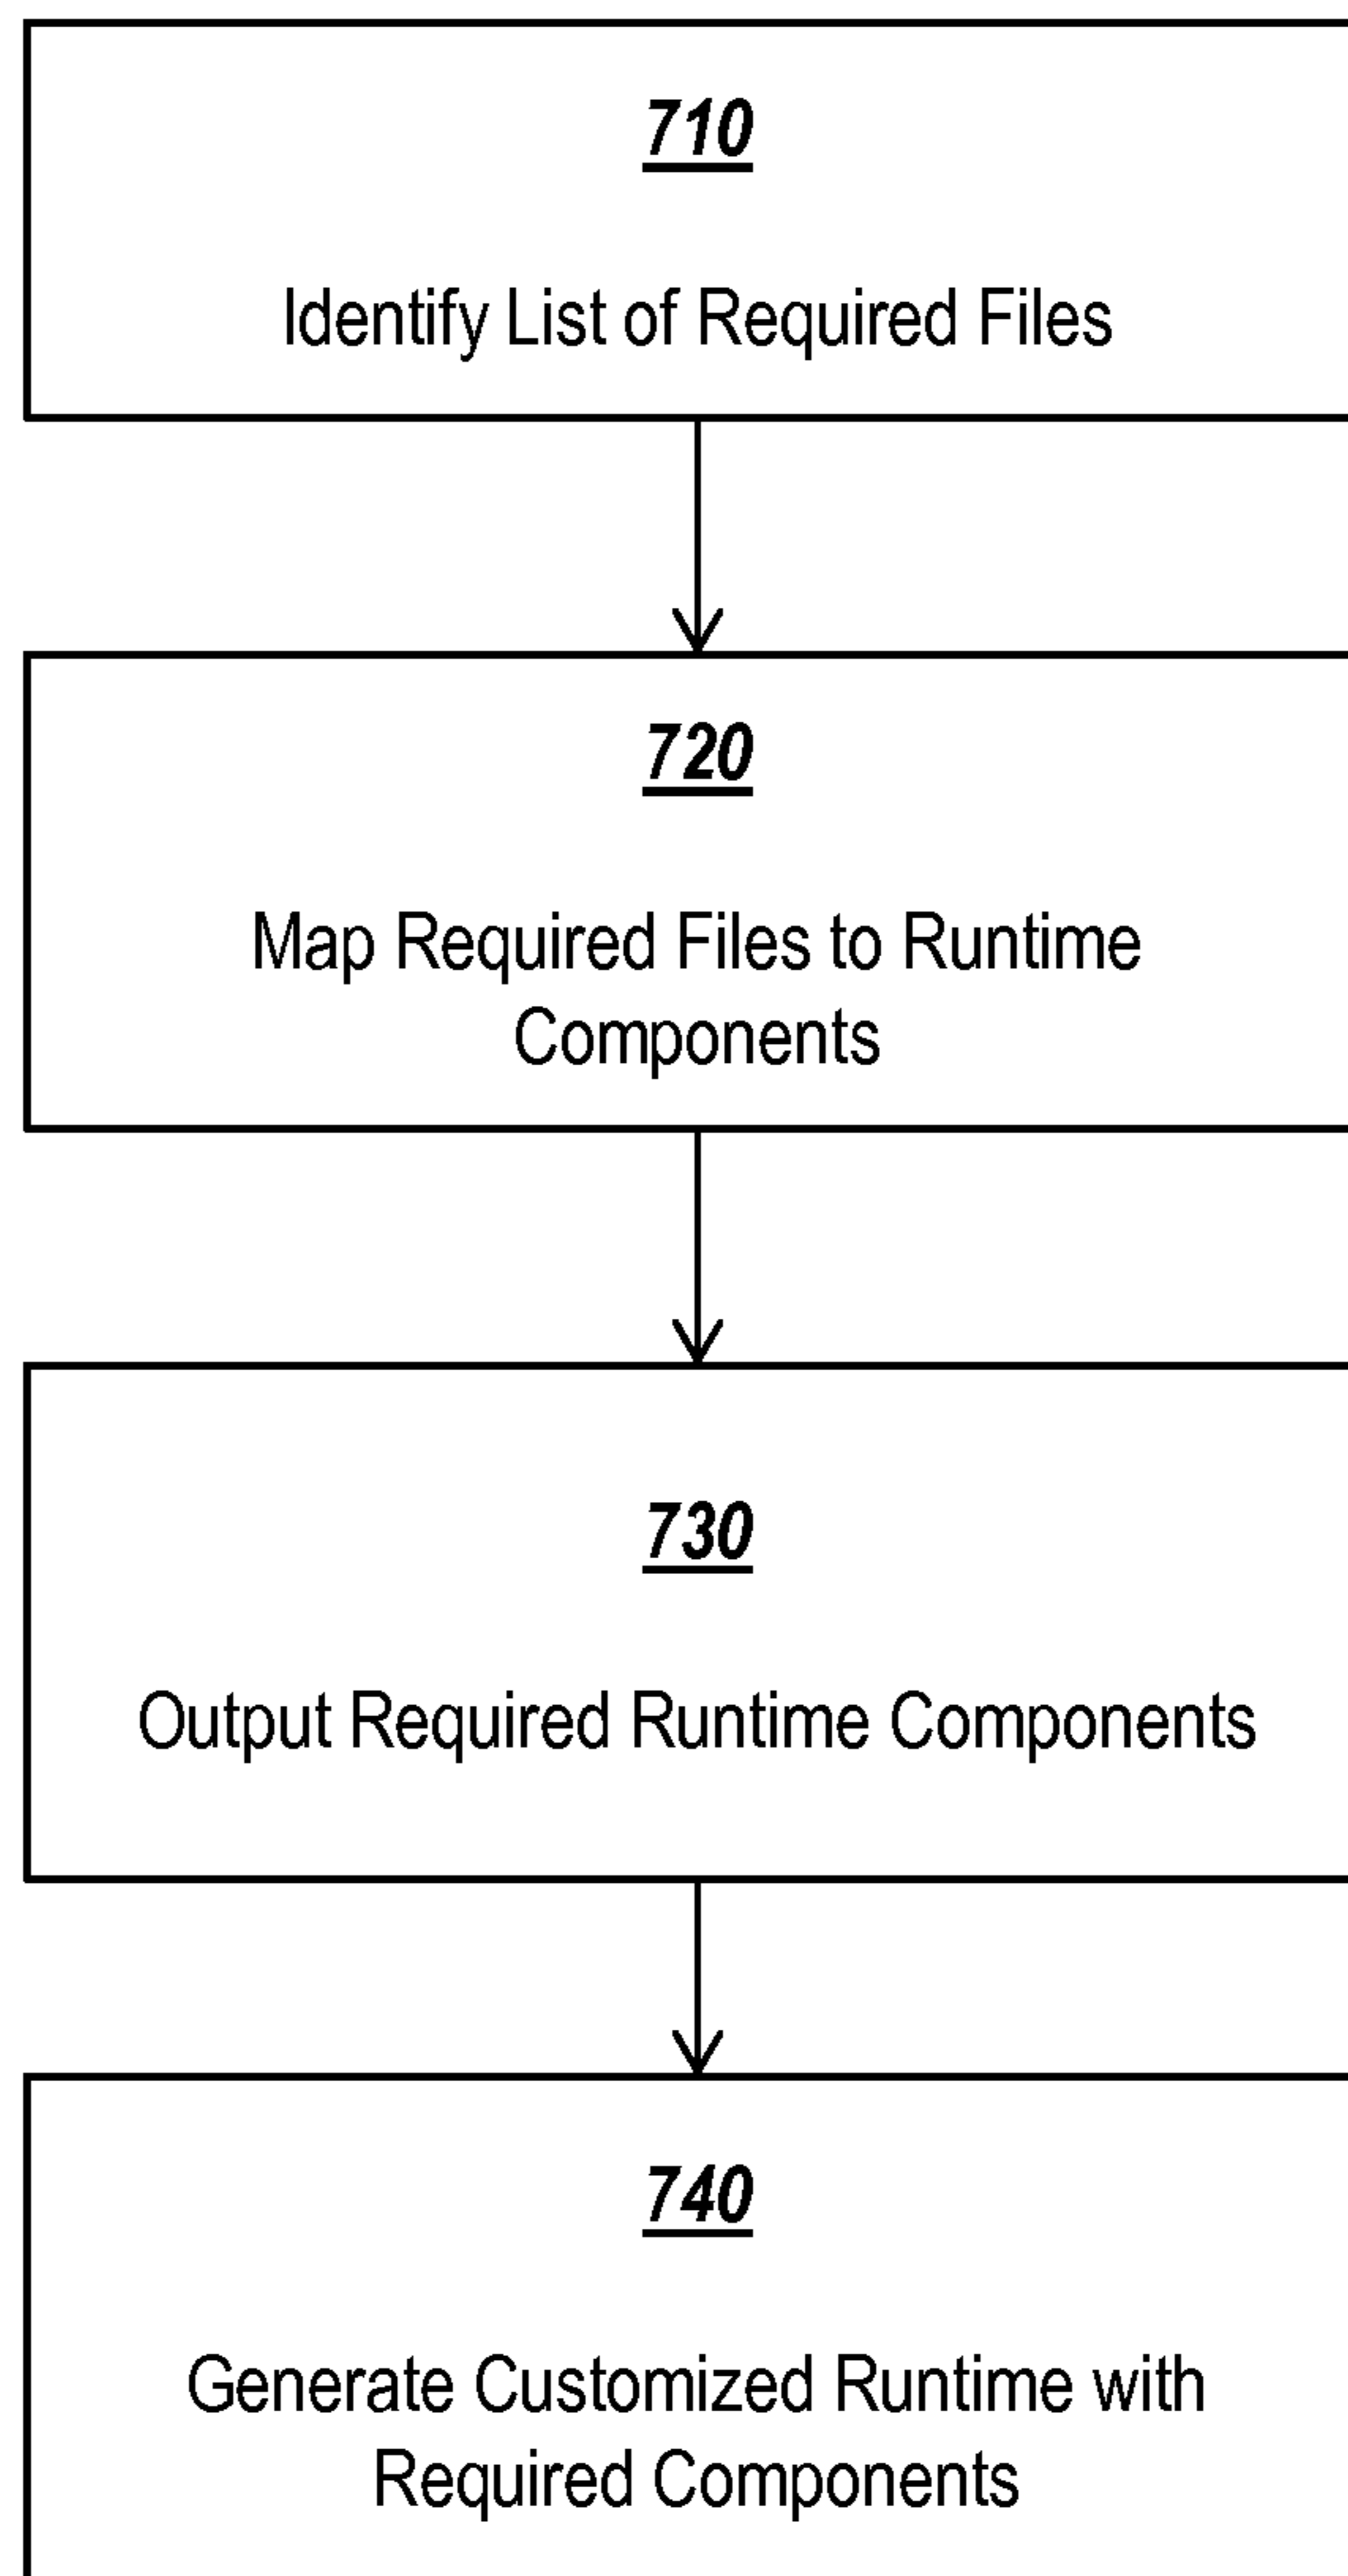 710
Identify List of Required Files
720
Map Required Files to Runtime
Components
730
Output Required Runtime Components
740
Generate Customized Runtime with
Required Components